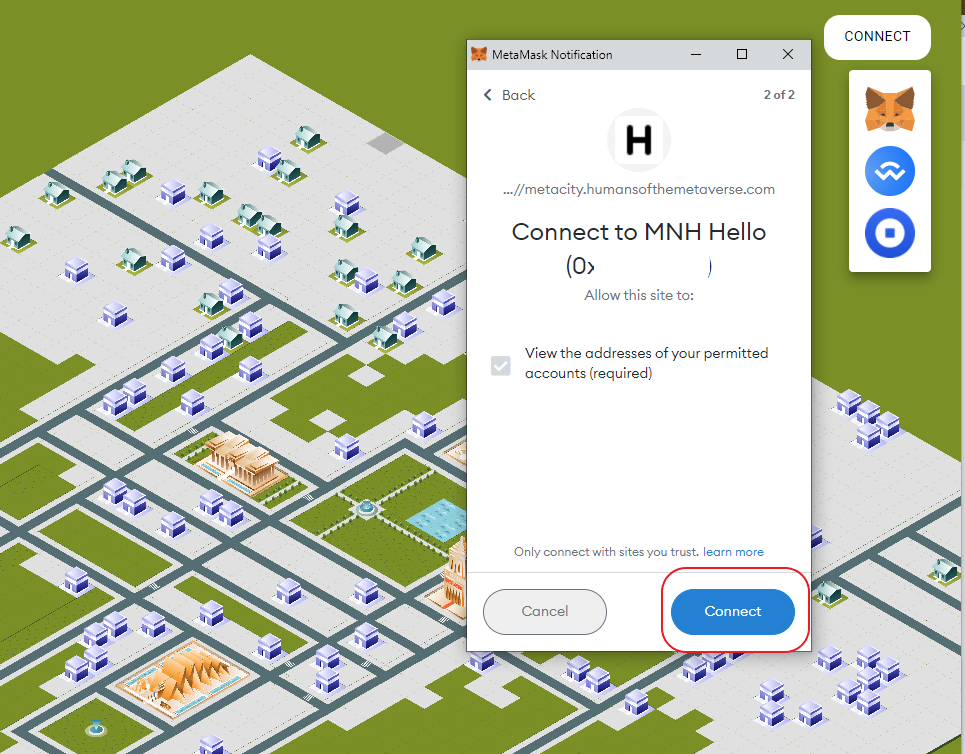 CONNECT
MetaMask Notification
Back
2 of 2
H
...//metacity.humansofthemetaverse.com
Connect to MNH Hello
(0x )
Allow this site to:
View the addresses of your permitted
accounts (required)
Only connect with sites you trust. learn more
Cancel
Connect